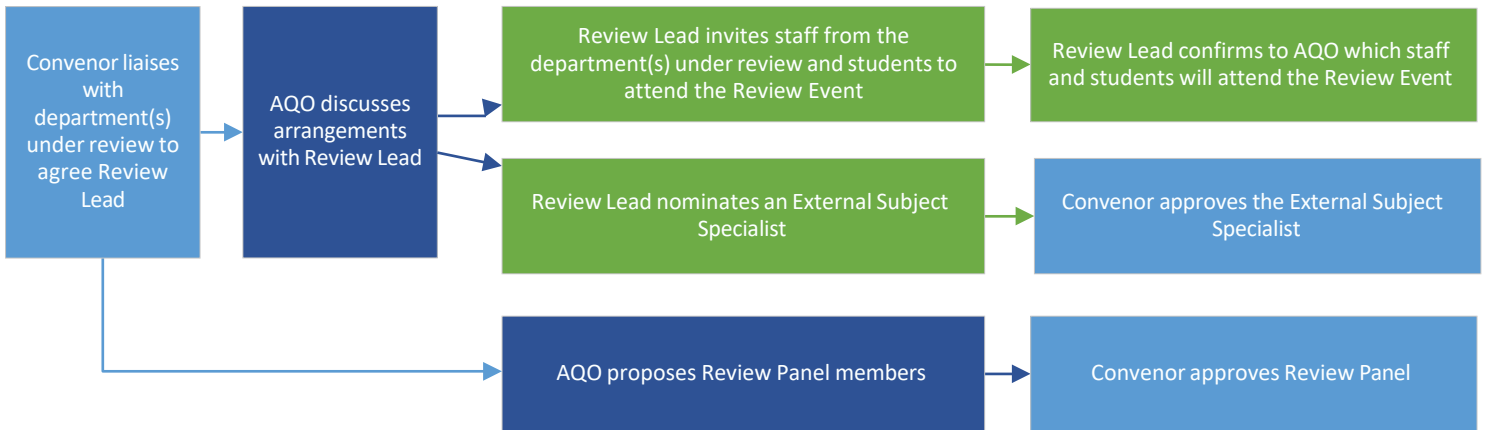 Convenor liaises
with
department(s)
under review to
agree Review
Lead
AQO discusses
arrangements
with Review Lead
Review Lead invites staff from the
department(s) under review and students to
attend the Review Event
Review Lead confirms to AQO which staff
and students will attend the Review Event
Review Lead nominates an External Subject
Specialist
Convenor approves the External Subject
Specialist
AQO proposes Review Panel members
Convenor approves Review Panel